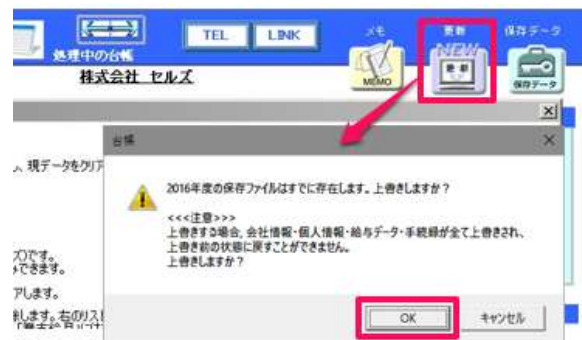 処理中の台帳
TEL
LINK
メモ
更新
保存データ
株式会社 セルズ
MEMO
NEW
更新
保存データ
台帳
し、現データをクリア
2016年度の保存ファイルはすでに存在します。上書きしますか？
<<<注意>>>
上書きする場合, 会社情報・個人情報・給与データ・手続録が全て上書きされ、
上書き前の状態に戻すことができません。
上書きしますか？
ズ)です。
できます。
アします。
OK
キャンセル